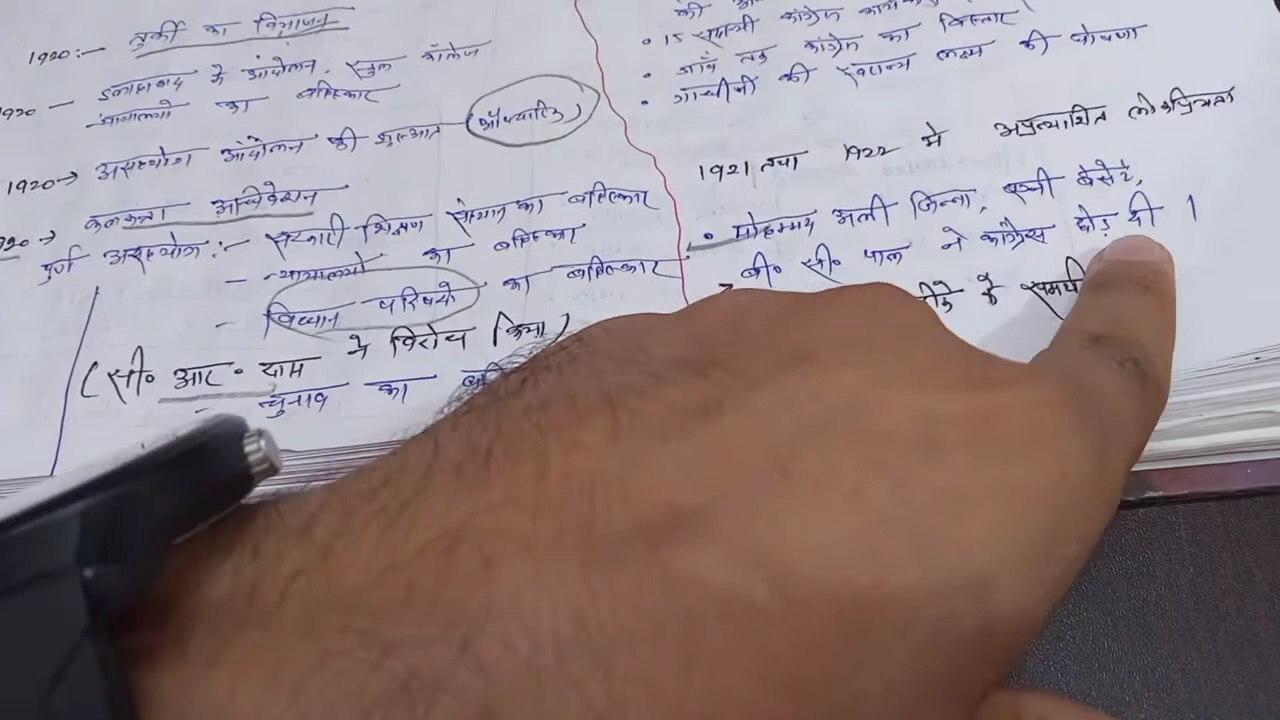 1920:- तुर्की का विभाजन
1920 - इलाहाबाद में आंदोलन, स्कुल कॉलेज
न्यायालयो का बहिष्कार
1920 → असहयोग आंदोलन की शुरुआत (औपचारिक)
20 → कलकत्ता अधिवेशन
पुर्ण असहयोग :- सरकारी शिक्षण संस्थान का बहिष्कार
- न्यायालयो का बहिष्कार
- विधान परिषदो का बहिष्कार
(सी० आर० दास ने विरोध किया)
- चुनाव का
की
• 15 सदस्यी कांग्रेस
• गाँव तक कांग्रेस का विस्तार
• गांधीजी की स्वराज्य लक्ष्य की घोषणा
1921 तथा 1922 मे अप्रत्याशित लोकप्रियता
• मोहम्मद अली जिन्ना, एनी बेसेंट,
बी० सी० पाल ने कांग्रेस छोड़ दी ।
के समर्थ